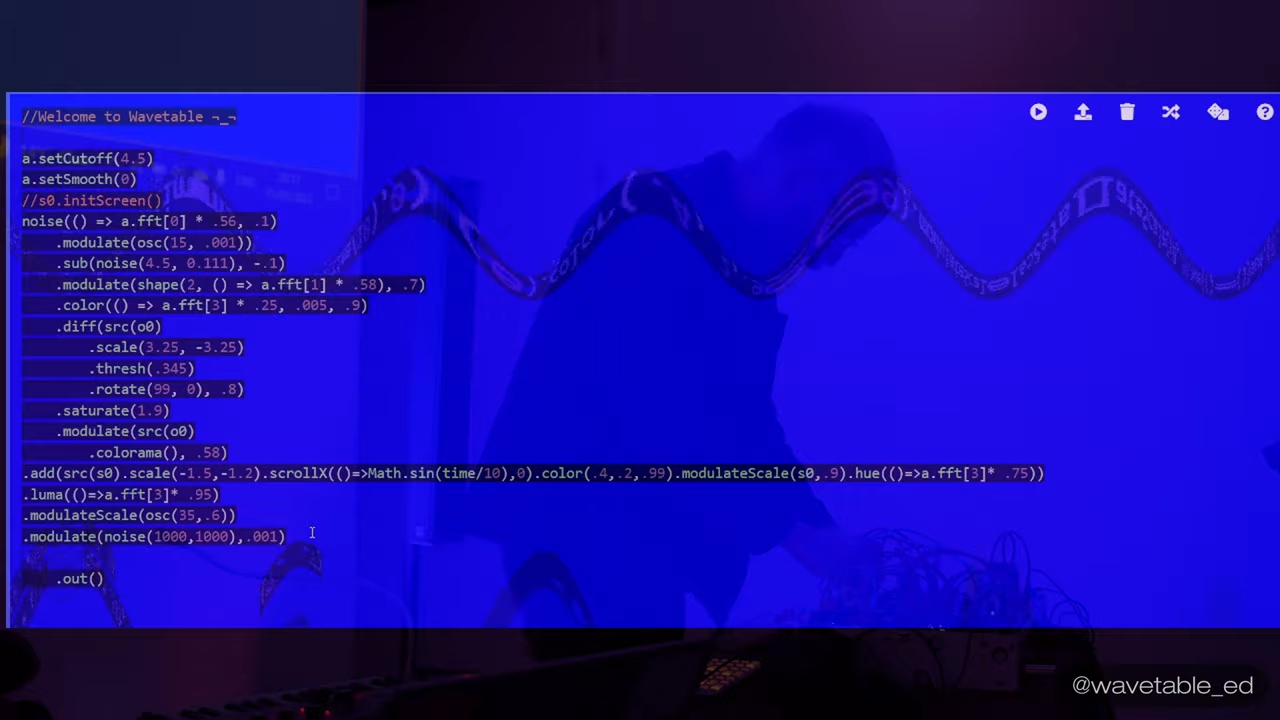 //Welcome to Wavetable ¬_¬
a.setCutoff(4.5)
a.setSmooth(0)
//s0.initScreen()
noise(() => a.fft[0] * .56, .1)
    .modulate(osc(15, .001))
    .sub(noise(4.5, 0.111), -.1)
    .modulate(shape(2, () => a.fft[1] * .58), .7)
    .color(() => a.fft[3] * .25, .005, .9)
    .diff(src(o0)
        .scale(3.25, -3.25)
        .thresh(.345)
        .rotate(99, 0), .8)
    .saturate(1.9)
    .modulate(src(o0)
        .colorama(), .58)
.add(src(s0).scale(-1.5,-1.2).scrollX(()=>Math.sin(time/10),0).color(.4,.2,.99).modulateScale(s0,.9).hue(()=>a.fft[3]* .75))
.luma(()=>a.fft[3]* .95)
.modulateScale(osc(35,.6))
.modulate(noise(1000,1000),.001)
    .out()
@wavetable_ed